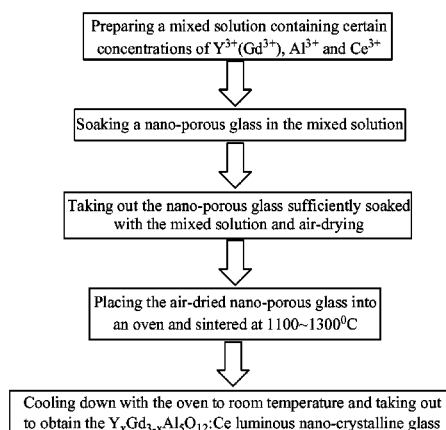 Preparing a mixed solution containing certain
concentrations of Y³⁺(Gd³⁺), Al³⁺ and Ce³⁺
Soaking a nano-porous glass in the mixed solution
Taking out the nano-porous glass sufficiently soaked
with the mixed solution and air-drying
Placing the air-dried nano-porous glass into
an oven and sintered at 1100~1300⁰C
Cooling down with the oven to room temperature and taking out
to obtain the YₓGd₃₋ₓAl₅O₁₂:Ce luminous nano-crystalline glass